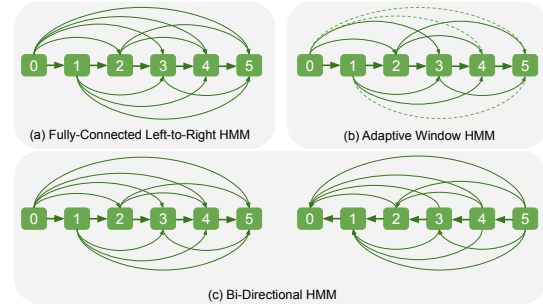 0 1 2 3 4 5
(a) Fully-Connected Left-to-Right HMM
0 1 2 3 4 5
(b) Adaptive Window HMM
0 1 2 3 4 5
0 1 2 3 4 5
(c) Bi-Directional HMM